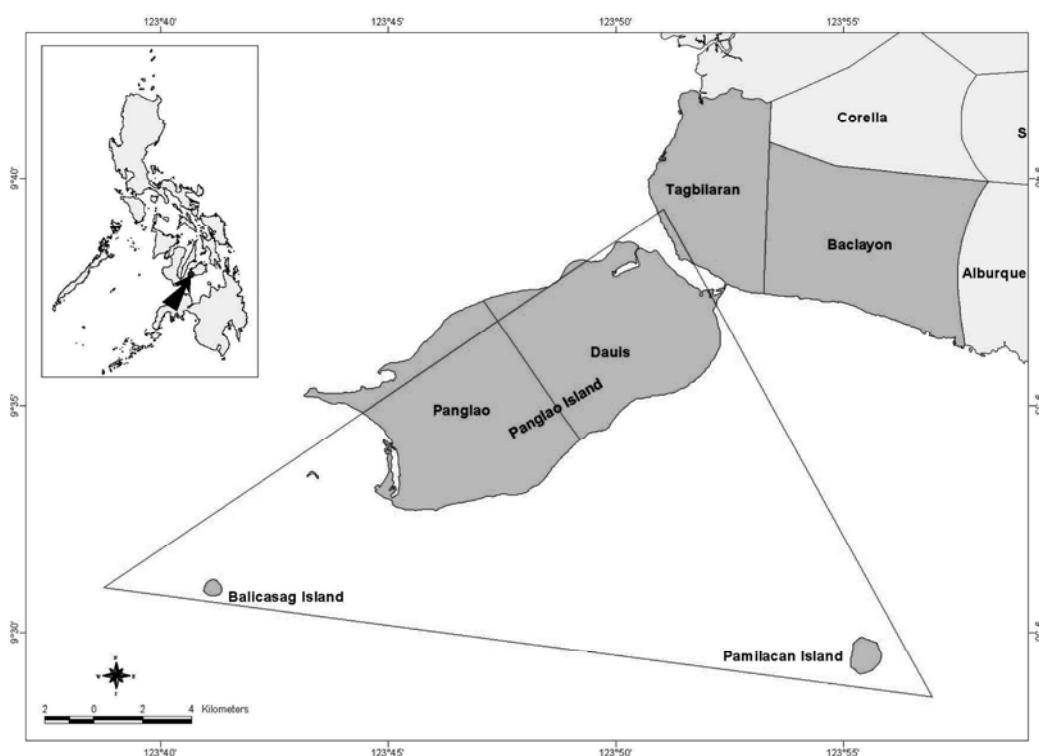 123°40' 123°45' 123°50' 123°55'
Corella
S
9°40'
Tagbilaran
Baclayon
Alburque
Dauis
9°35'
Panglao
Panglao Island
Balicasag Island
9°30'
Pamilacan Island
2 0 2 4 Kilometers
123°40' 123°45' 123°50' 123°55'